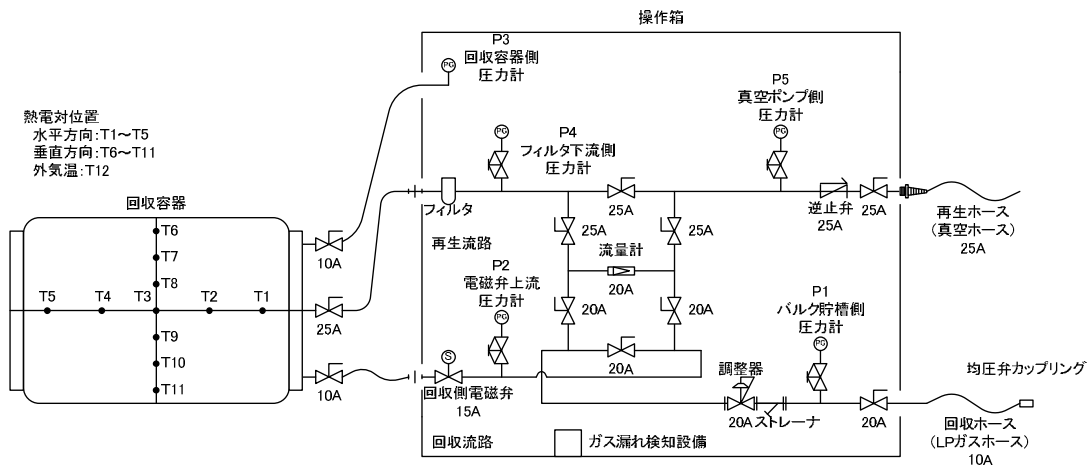 操作箱
P3
回収容器側
圧力計
PG
P5
真空ポンプ側
圧力計
PG
熱電対位置
水平方向:T1～T5
垂直方向:T6～T11
外気温:T12
PG
P4
フィルタ下流側
圧力計
回収容器
フィルタ
25A
逆止弁
25A
25A
再生ホース
(真空ホース)
25A
T6
T7
T8
T5
T4
T3
T2
T1
T9
T10
T11
10A
25A
10A
再生流路
25A
25A
流量計
20A
P2
電磁弁上流
圧力計
PG
20A
20A
P1
バルク貯槽側
圧力計
PG
S
回収側電磁弁
15A
20A
調整器
20A
ストレーナ
20A
均圧弁カップリング
回収ホース
(LPガスホース)
10A
回収流路
ガス漏れ検知設備